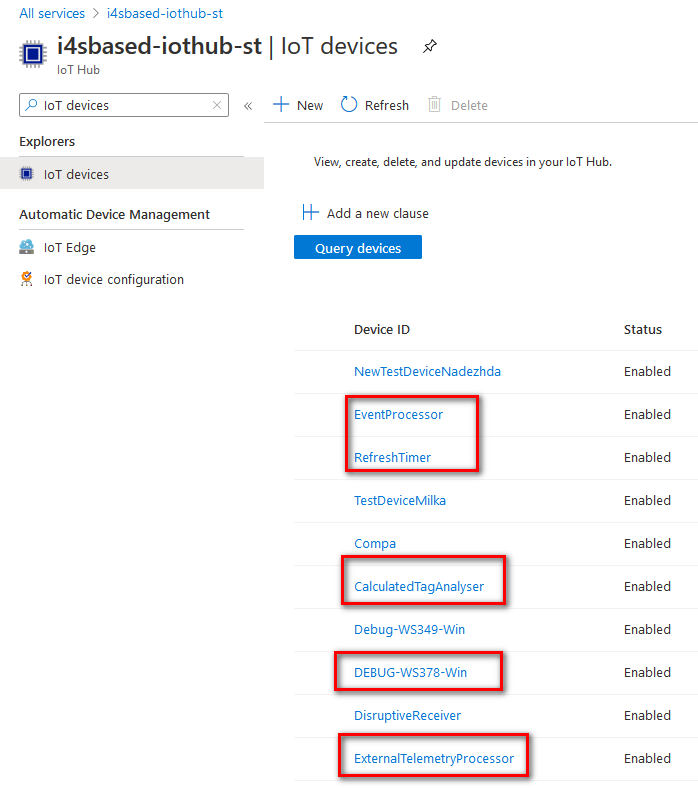 All services > i4sbased-iothub-st
i4sbased-iothub-st | IoT devices
IoT Hub
IoT devices
New Refresh Delete
Explorers
IoT devices
Automatic Device Management
IoT Edge
IoT device configuration
View, create, delete, and update devices in your IoT Hub.
Add a new clause
Query devices
Device ID Status
NewTestDeviceNadezhda Enabled
EventProcessor Enabled
RefreshTimer Enabled
TestDeviceMilka Enabled
Compa Enabled
CalculatedTagAnalyser Enabled
Debug-WS349-Win Enabled
DEBUG-WS378-Win Enabled
DisruptiveReceiver Enabled
ExternalTelemetryProcessor Enabled